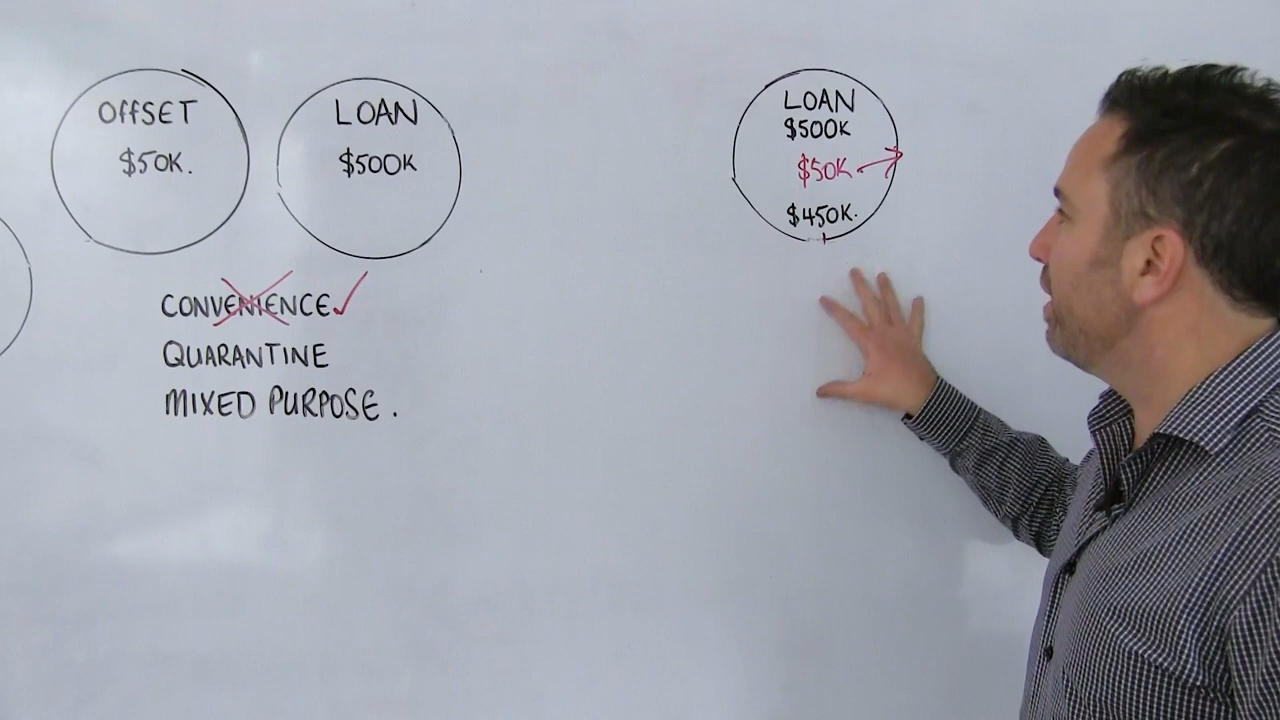 OFFSET
$50K.
LOAN
$500K
CONVENIENCE
QUARANTINE
MIXED PURPOSE.
LOAN
$500K
$50K
$450K.